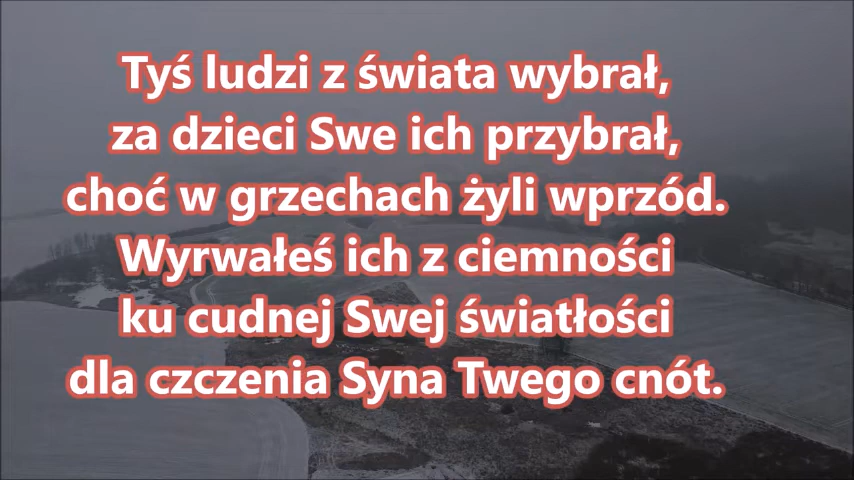 Tyś ludzi z świata wybrał,
za dzieci Swe ich przybrał,
choć w grzechach żyli wprzód.
Wyrwałeś ich z ciemności
ku cudnej Swej światłości
dla czczenia Syna Twego cnót.